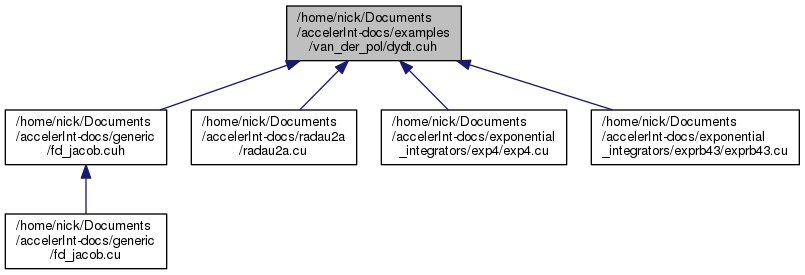 /home/nick/Documents
/accelerInt-docs/examples
/van_der_pol/dydt.cuh
/home/nick/Documents
/accelerInt-docs/generic
/fd_jacob.cuh
/home/nick/Documents
/accelerInt-docs/radau2a
/radau2a.cu
/home/nick/Documents
/accelerInt-docs/exponential
_integrators/exp4/exp4.cu
/home/nick/Documents
/accelerInt-docs/exponential
_integrators/exprb43/exprb43.cu
/home/nick/Documents
/accelerInt-docs/generic
/fd_jacob.cu